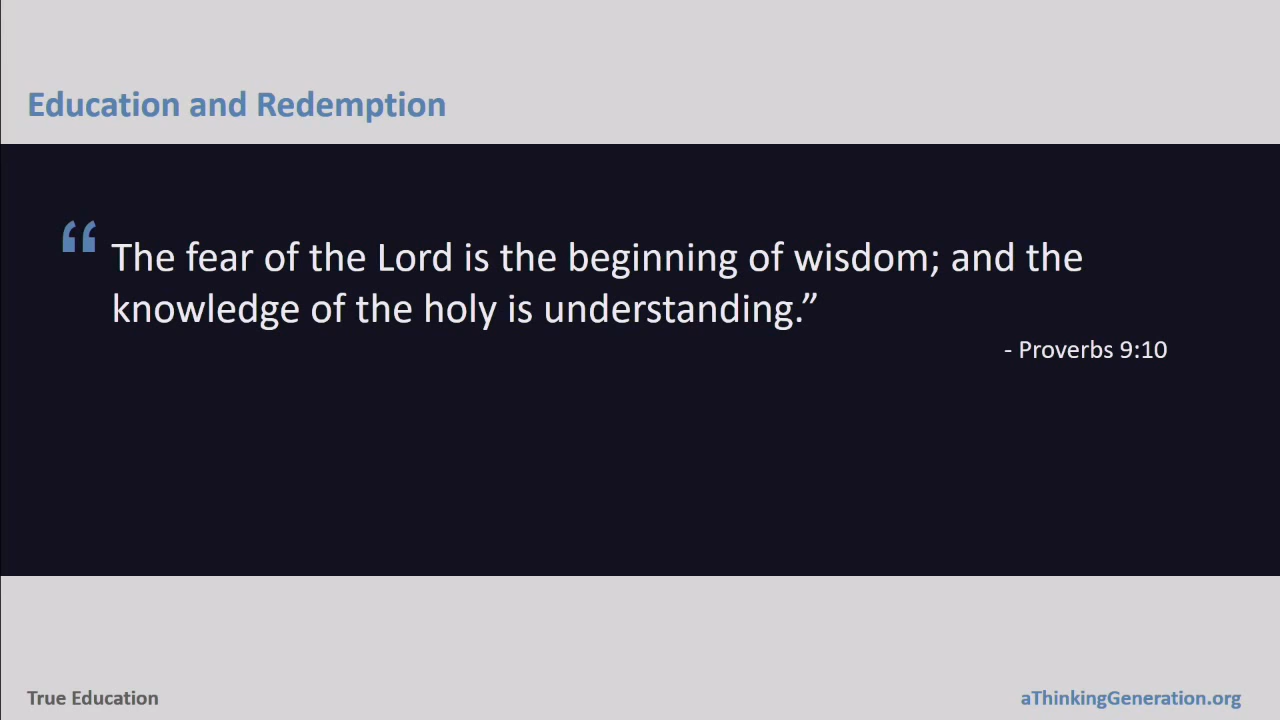 Education and Redemption
“The fear of the Lord is the beginning of wisdom; and the
knowledge of the holy is understanding.”
- Proverbs 9:10
True Education
aThinkingGeneration.org